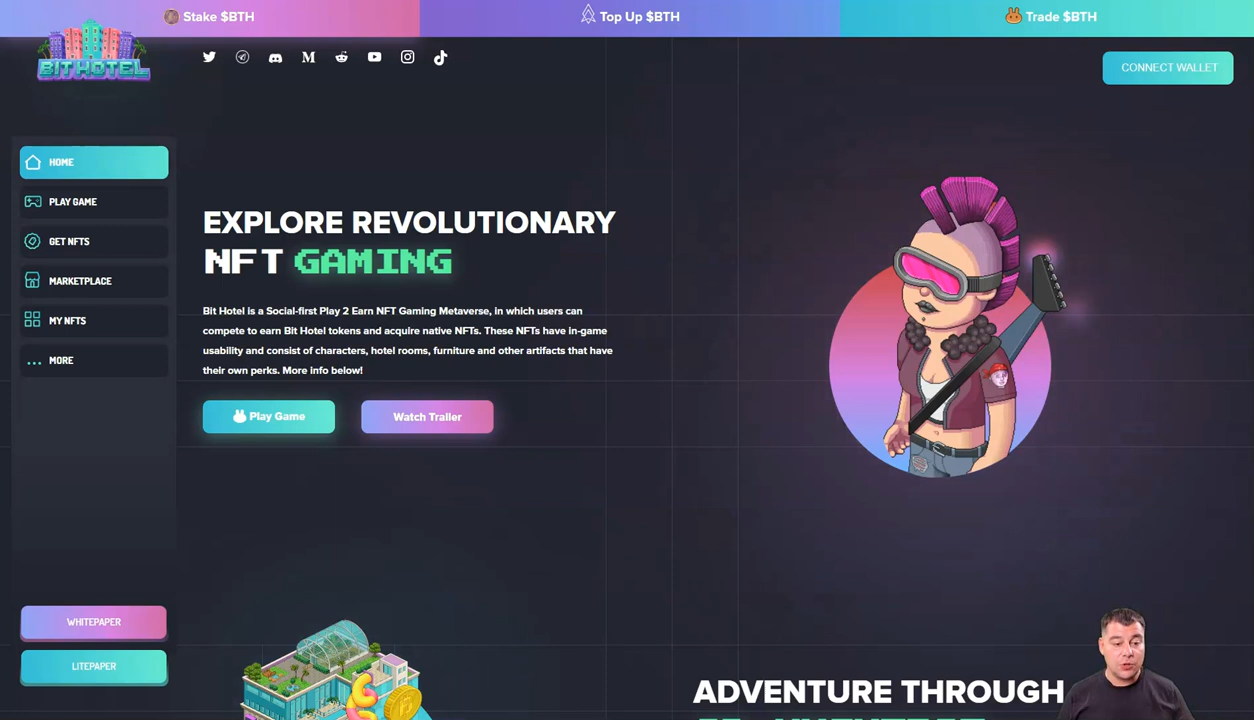 Stake $BTH
Top Up $BTH
Trade $BTH
BIT HOTEL
M
CONNECT WALLET
HOME
PLAY GAME
GET NFTS
MARKETPLACE
MY NFTS
MORE
EXPLORE REVOLUTIONARY
NFT GAMING
Bit Hotel is a Social-first Play 2 Earn NFT Gaming Metaverse, in which users can
compete to earn Bit Hotel tokens and acquire native NFTs. These NFTs have in-game
usability and consist of characters, hotel rooms, furniture and other artifacts that have
their own perks. More info below!
Play Game
Watch Trailer
WHITEPAPER
LITEPAPER
ADVENTURE THROUGH